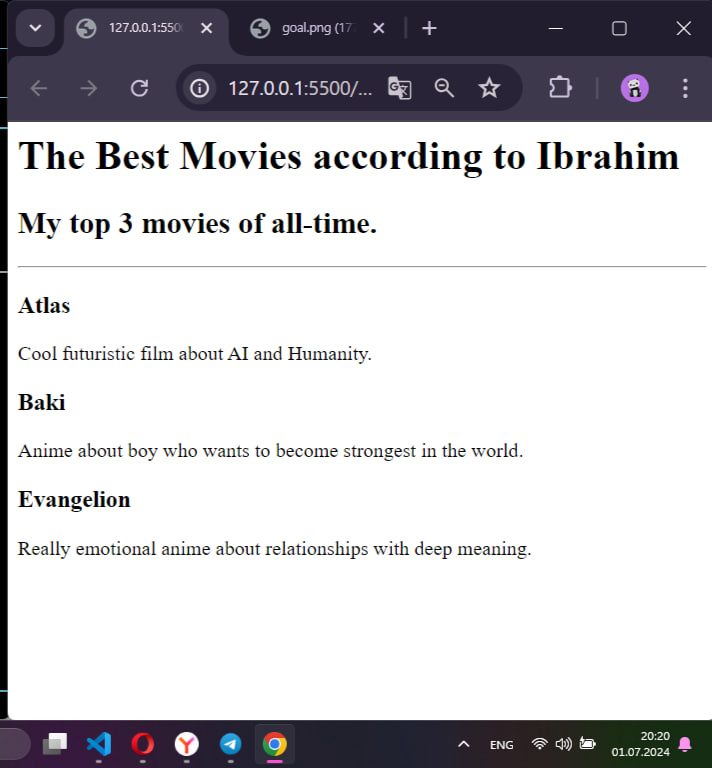 127.0.0.1:550
goal.png (17
127.0.0.1:5500/...
The Best Movies according to Ibrahim
My top 3 movies of all-time.
Atlas
Cool futuristic film about AI and Humanity.
Baki
Anime about boy who wants to become strongest in the world.
Evangelion
Really emotional anime about relationships with deep meaning.
ENG
20:20
01.07.2024